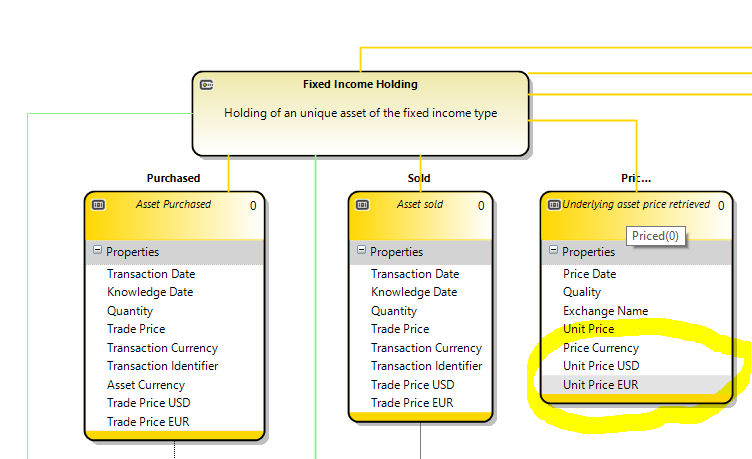 Fixed Income Holding
Holding of an unique asset of the fixed income type
Purchased
Asset Purchased 0
Properties
Transaction Date
Knowledge Date
Quantity
Trade Price
Transaction Currency
Transaction Identifier
Asset Currency
Trade Price USD
Trade Price EUR
Sold
Asset sold 0
Properties
Transaction Date
Knowledge Date
Quantity
Trade Price
Transaction Currency
Transaction Identifier
Trade Price USD
Trade Price EUR
Pric...
Underlying asset price retrieved 0
Priced(0)
Properties
Price Date
Quality
Exchange Name
Unit Price
Price Currency
Unit Price USD
Unit Price EUR